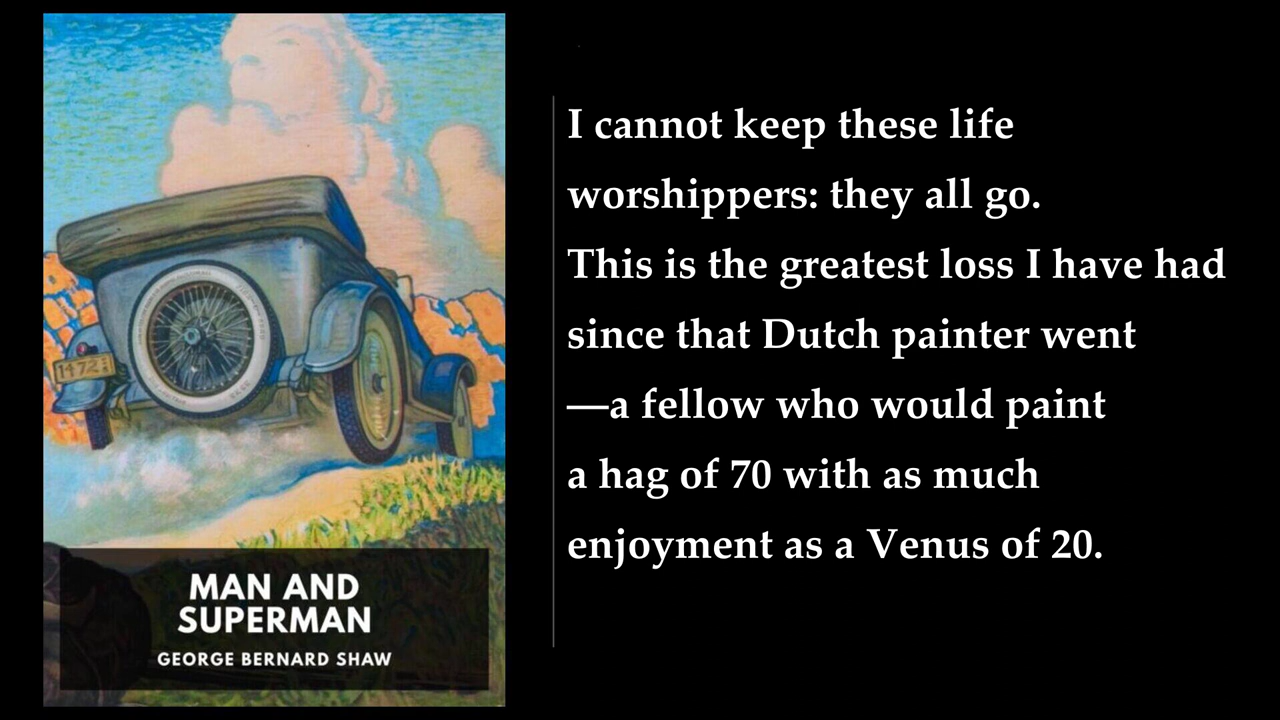 1472
MAN AND
SUPERMAN
GEORGE BERNARD SHAW
I cannot keep these life
worshippers: they all go.
This is the greatest loss I have had
since that Dutch painter went
—a fellow who would paint
a hag of 70 with as much
enjoyment as a Venus of 20.